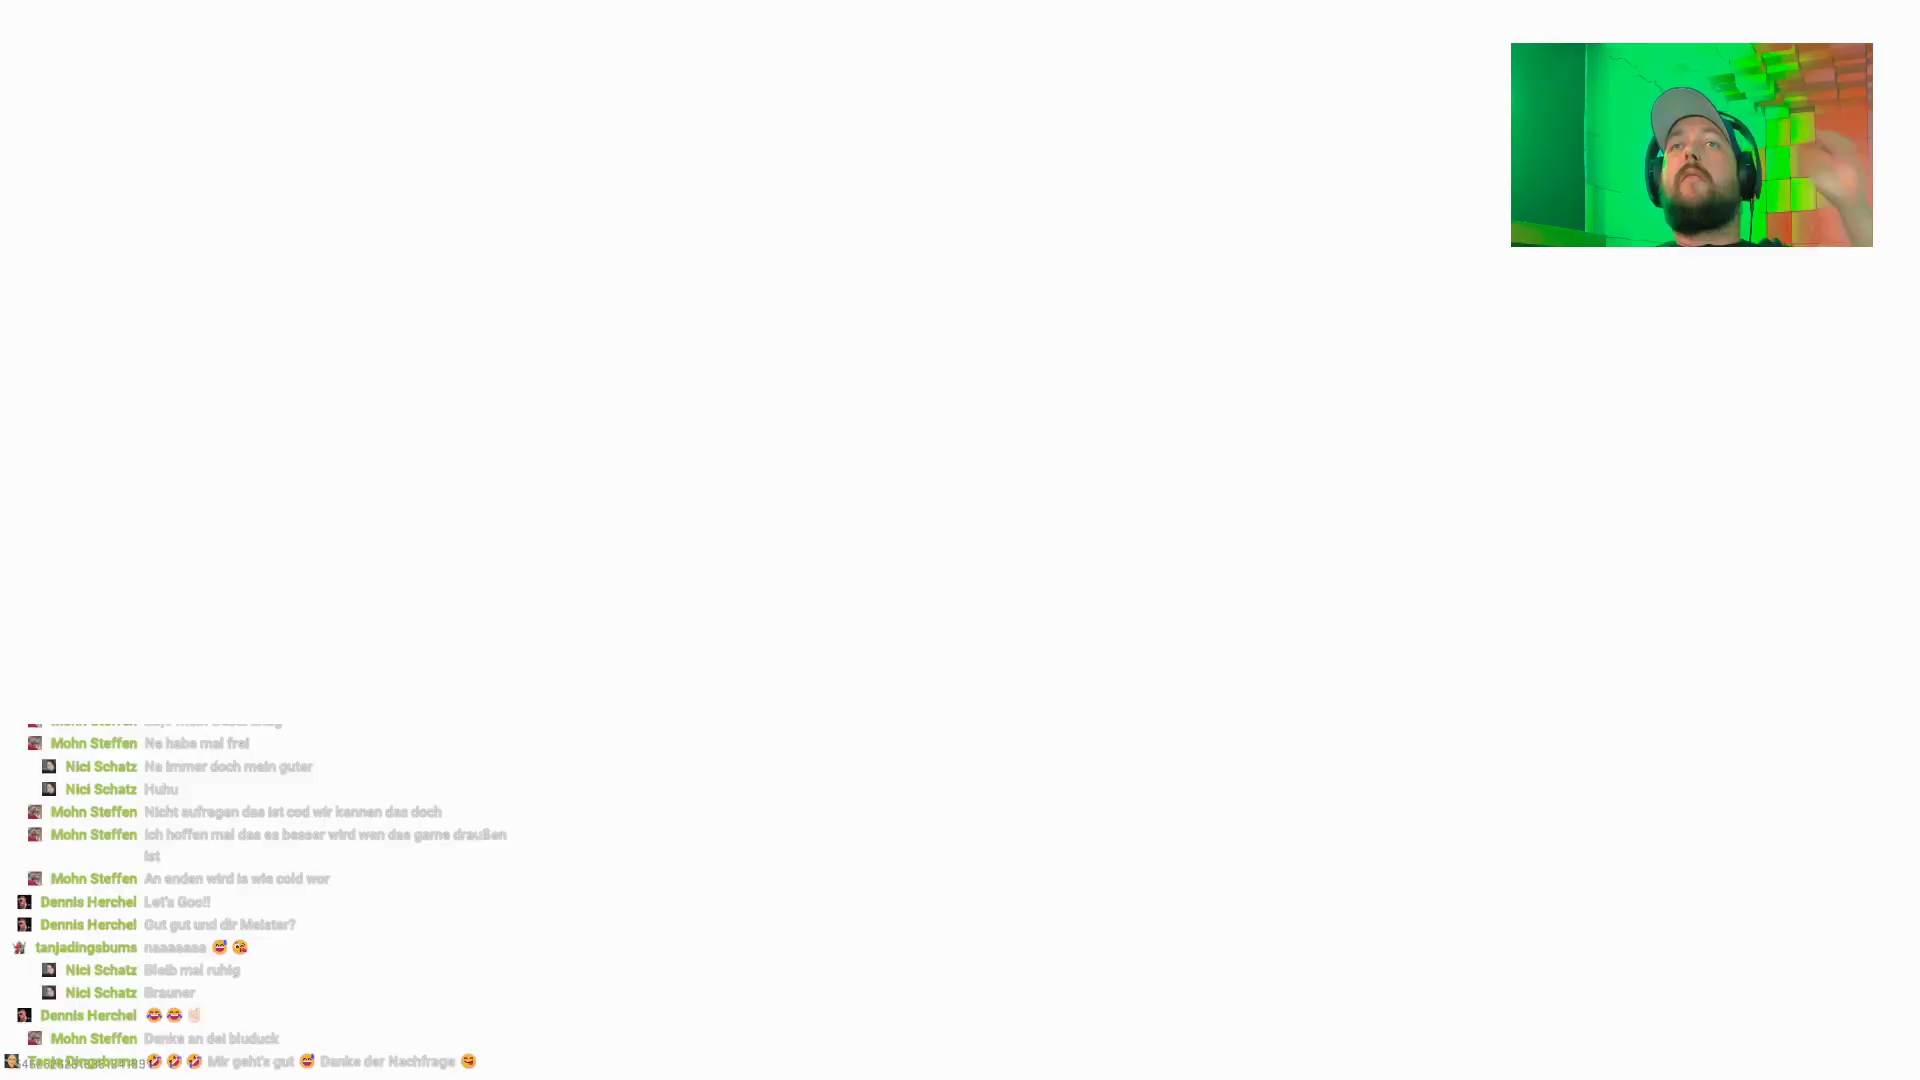 Mohn Steffen Ne habe mal frei
Nici Schatz Na immer doch mein guter
Nici Schatz Huhu
Mohn Steffen Nicht aufregen das ist cod wir kennen das doch
Mohn Steffen Ich hoffen mal das es besser wird wen das game draußen
ist
Mohn Steffen An enden wird is wie cold wor
Dennis Herchel Let's Goo!!
Dennis Herchel Gut gut und dir Meister?
tanjadingsbums naaaaaaa 😅 😘
Nici Schatz Bleib mal ruhig
Nici Schatz Brauner
Dennis Herchel 😂 😂 ☝🏻
Mohn Steffen Denke an dei bluduck
Tanja Dingsbums 🤣 🤣 🤣 Mir geht's gut 😅 Danke der Nachfrage 😋